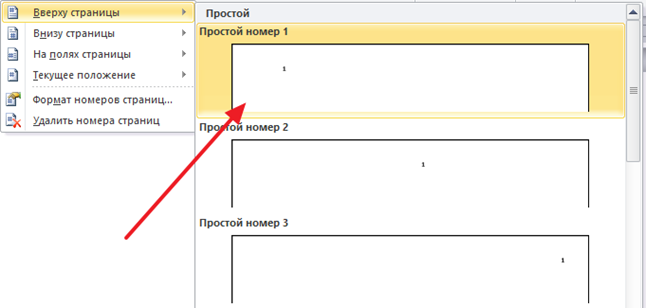 Вверху страницы
Внизу страницы
На полях страницы
Текущее положение
Формат номеров страниц...
Удалить номера страниц
Простой
Простой номер 1
1
Простой номер 2
1
Простой номер 3
1